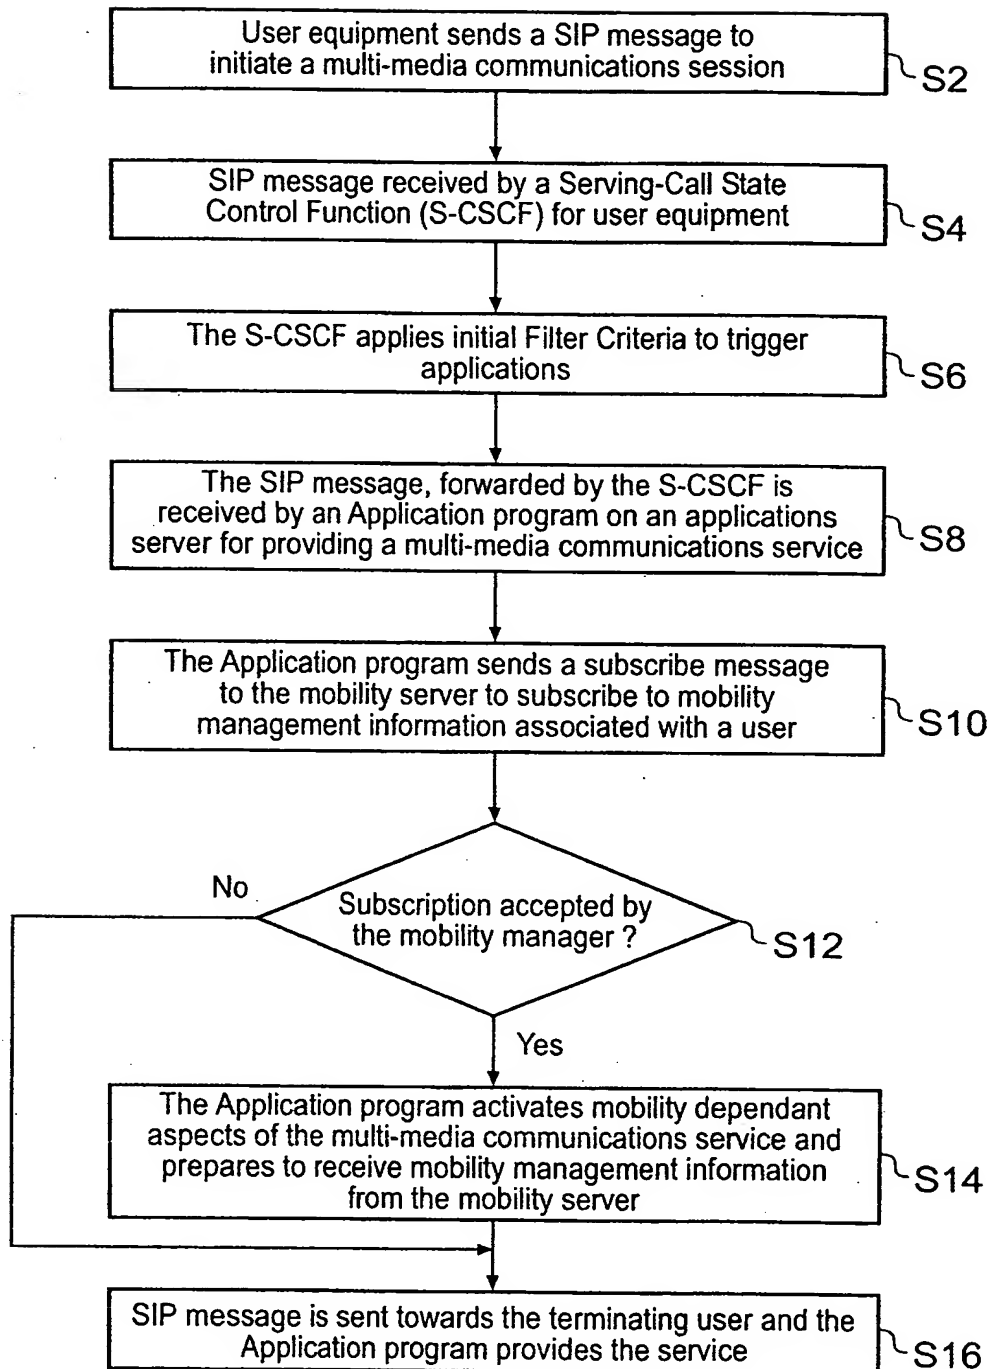 User equipment sends a SIP message to
initiate a multi-media communications session
S2
SIP message received by a Serving-Call State
Control Function (S-CSCF) for user equipment
S4
The S-CSCF applies initial Filter Criteria to trigger
applications
S6
The SIP message, forwarded by the S-CSCF is
received by an Application program on an applications
server for providing a multi-media communications service
S8
The Application program sends a subscribe message
to the mobility server to subscribe to mobility
management information associated with a user
S10
No
Subscription accepted by
the mobility manager ?
S12
Yes
The Application program activates mobility dependant
aspects of the multi-media communications service and
prepares to receive mobility management information
from the mobility server
S14
SIP message is sent towards the terminating user and the
Application program provides the service
S16